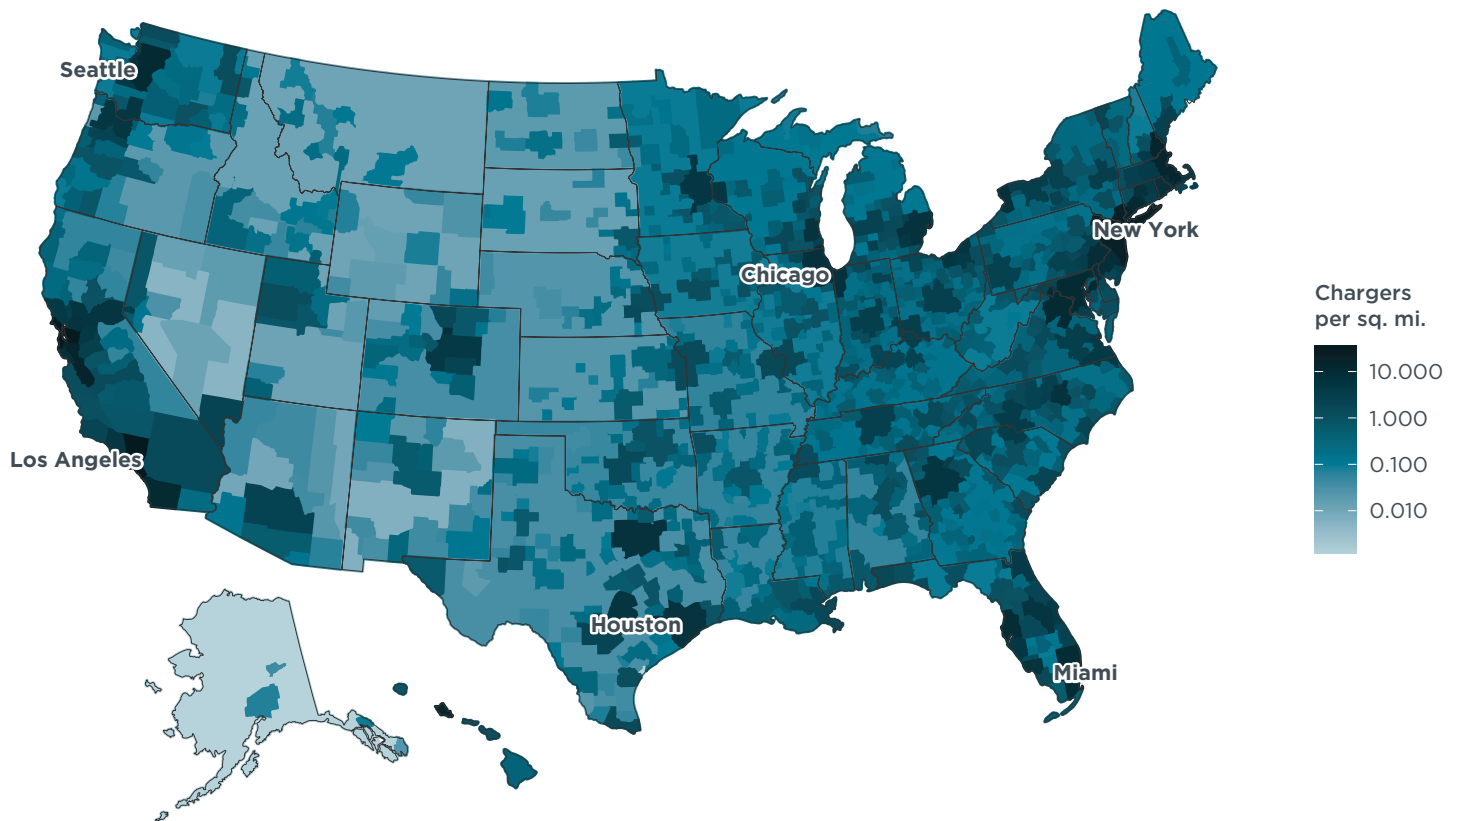 Seattle
New York
Chicago
Chargers
per sq. mi.
10.000
1.000
0.100
Los Angeles
0.010
Houston
Miami